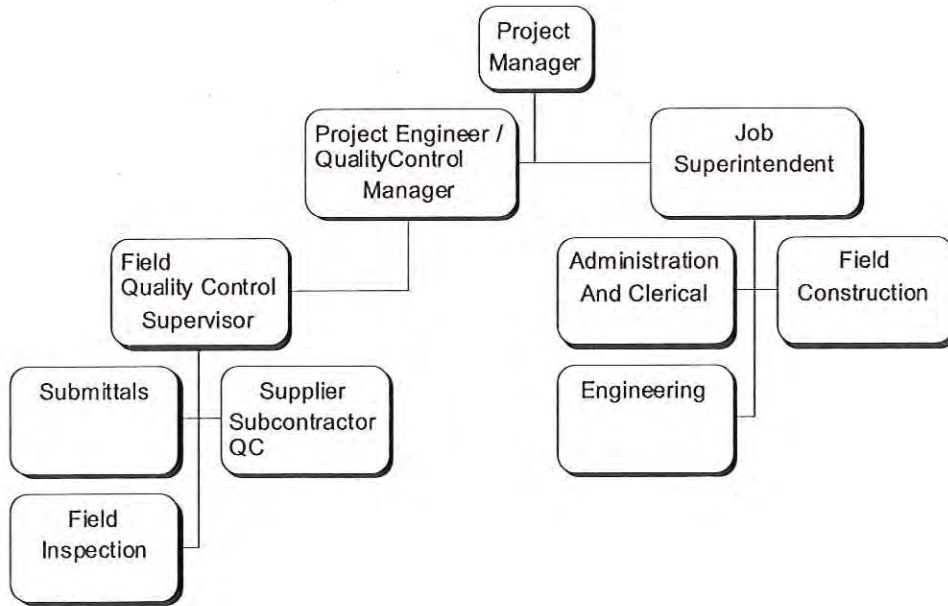 Project
Manager
Project Engineer /
QualityControl
Manager
Job
Superintendent
Field
Quality Control
Supervisor
Administration
And Clerical
Field
Construction
Submittals
Supplier
Subcontractor
QC
Engineering
Field
Inspection